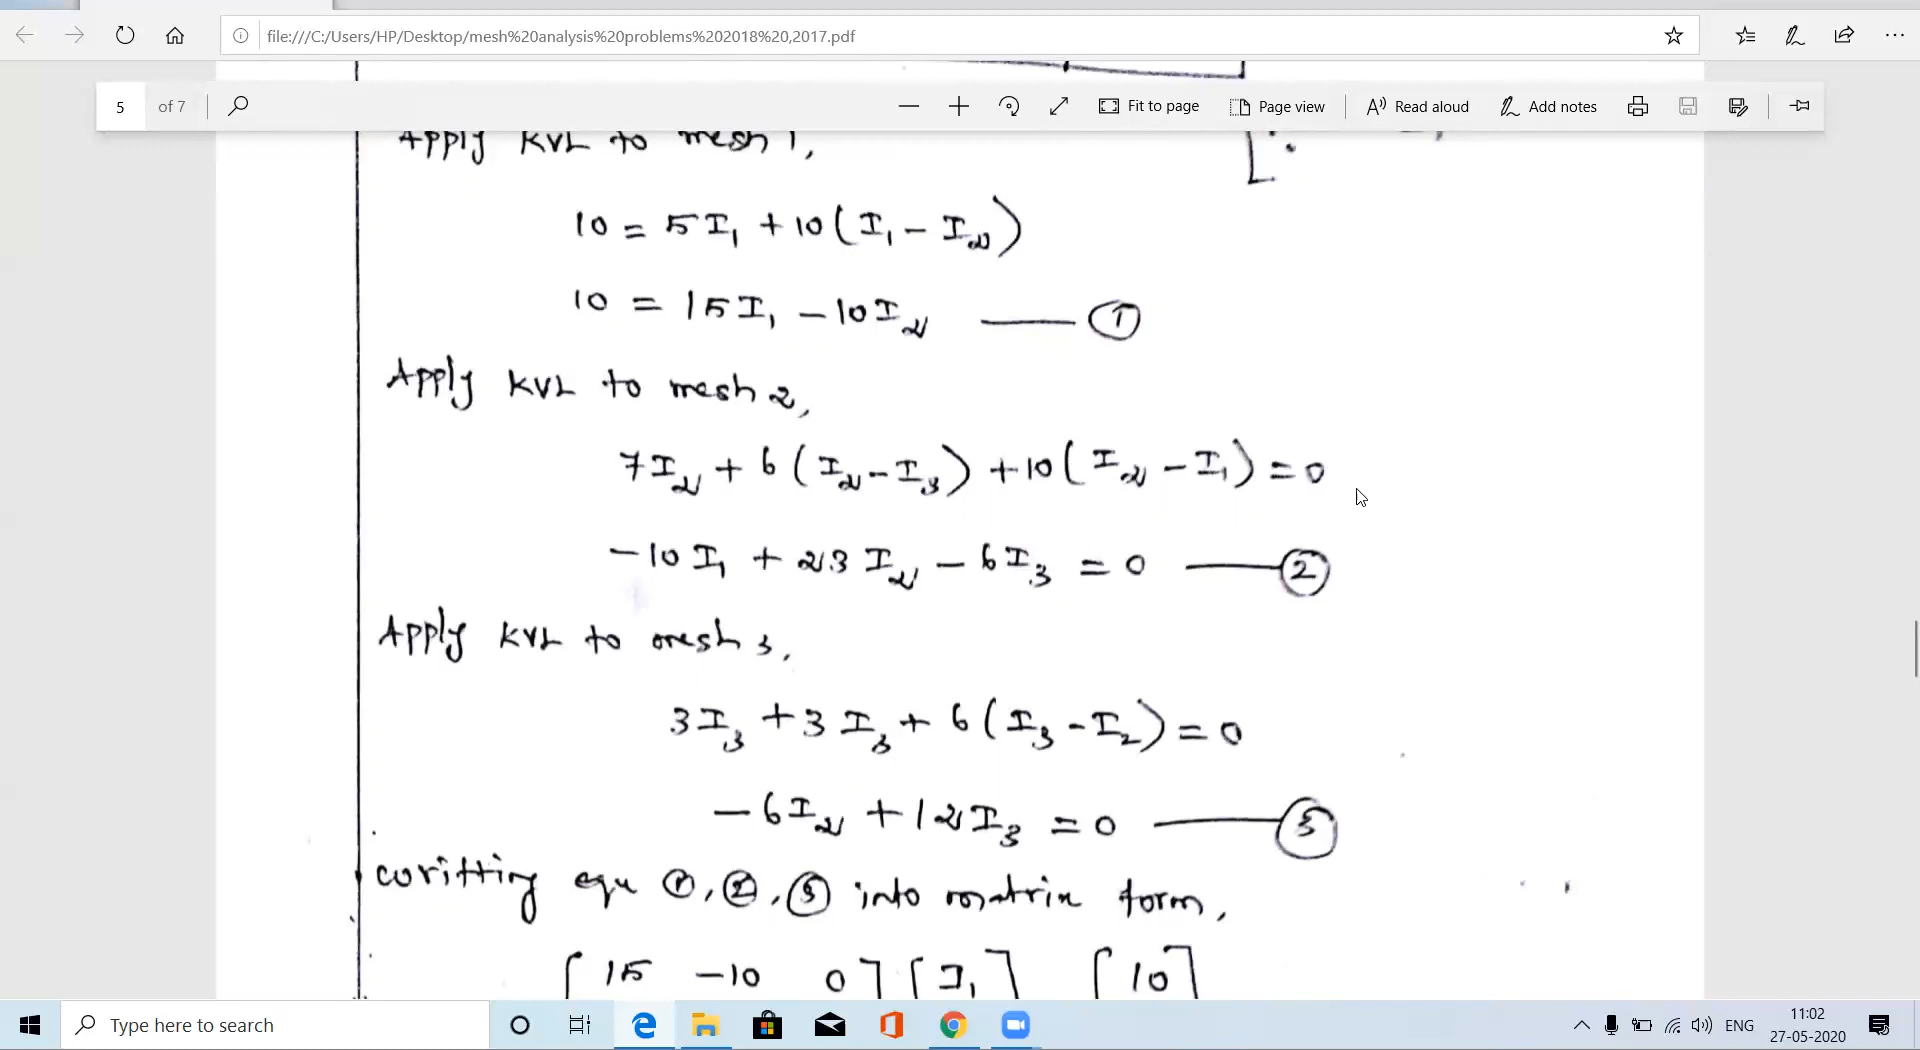 file:///C:/Users/HP/Desktop/mesh%20analysis%20problems%202018%20,2017.pdf
5 of 7 Fit to page Page view Read aloud Add notes
Apply KVL to mesh 1,
10 = 5I₁ + 10(I₁ - I₂)
10 = 15I₁ - 10I₂ —— ①
Apply KVL to mesh 2,
7I₂ + 6(I₂ - I₃) + 10(I₂ - I₁) = 0
-10I₁ + 23I₂ - 6I₃ = 0 —— ②
Apply KVL to mesh 3,
3I₃ + 3I₃ + 6(I₃ - I₂) = 0
-6I₂ + 12I₃ = 0 —— ③
writting equ ①, ②, ③ into matrix form,
[15 -10 0] [I₁] [10]
Type here to search
ENG
11:02
27-05-2020